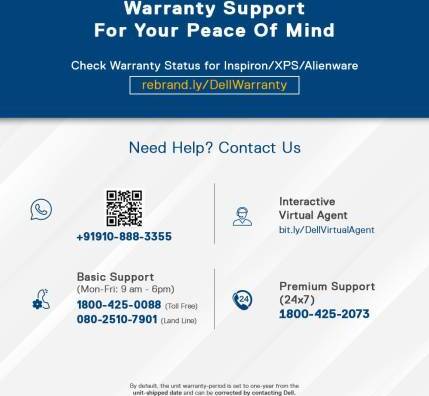 Warranty Support
For Your Peace Of Mind
Check Warranty Status for Inspiron/XPS/Alienware
rebrand.ly/DellWarranty
Need Help? Contact Us
+91910-888-3355
Interactive
Virtual Agent
bit.ly/DellVirtualAgent
Basic Support
(Mon-Fri: 9 am - 6pm)
1800-425-0088 (Toll Free)
080-2510-7901 (Land Line)
24
Premium Support
(24x7)
1800-425-2073
By default, the unit warranty-period is set to one-year from the
unit-shipped date and can be corrected by contacting Dell.